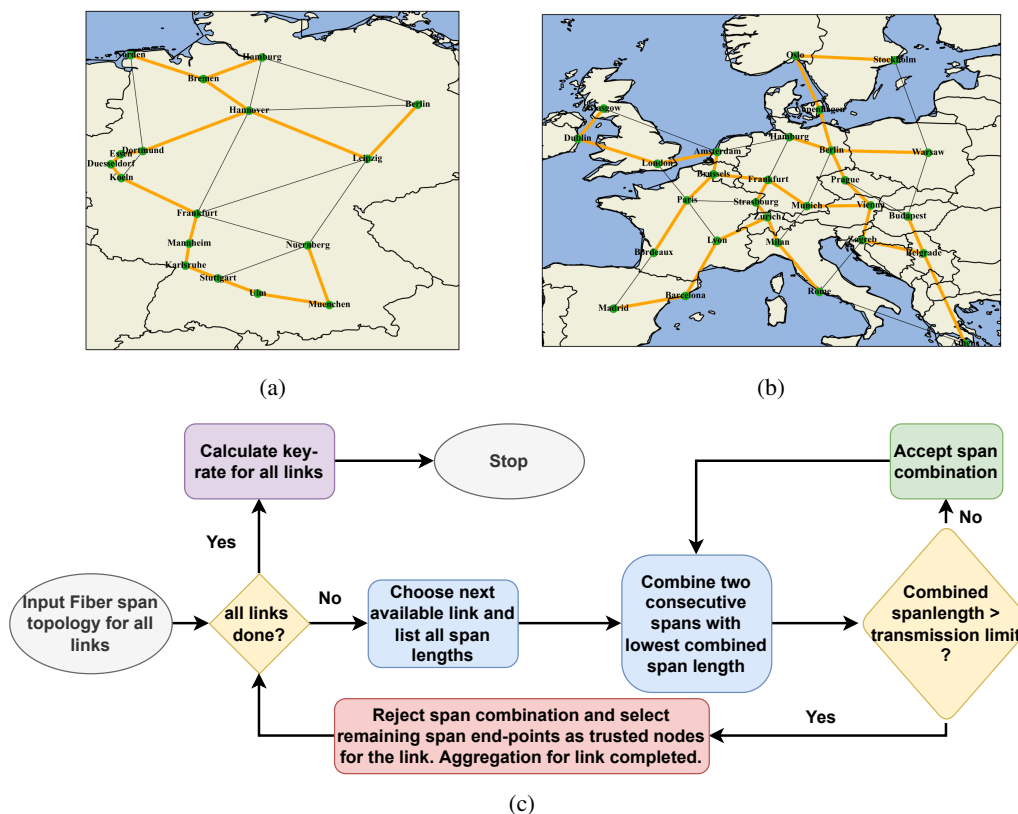 Norden
Hamburg
Bremen
Hannover
Berlin
Essen
Dortmund
Duesseldorf
Koeln
Leipzig
Frankfurt
Mannheim
Nuernberg
Karlsruhe
Stuttgart
Ulm
Muenchen
(a)
Oslo
Stockholm
Glasgow
Copenhagen
Dublin
Hamburg
Amsterdam
Berlin
Warsaw
London
Brussels
Frankfurt
Prague
Paris
Strasbourg
Munich
Vienna
Zurich
Budapest
Lyon
Milan
Zagreb
Bordeaux
Belgrade
Madrid
Barcelona
Rome
Athens
(b)
Calculate key-
rate for all links
Stop
Accept span
combination
Yes
No
Input Fiber span
topology for all
links
all links
done?
No
Choose next
available link and
list all span
lengths
Combine two
consecutive
spans with
lowest combined
span length
Combined
spanlength >
transmission limit
?
Reject span combination and select
remaining span end-points as trusted nodes
for the link. Aggregation for link completed.
Yes
(c)